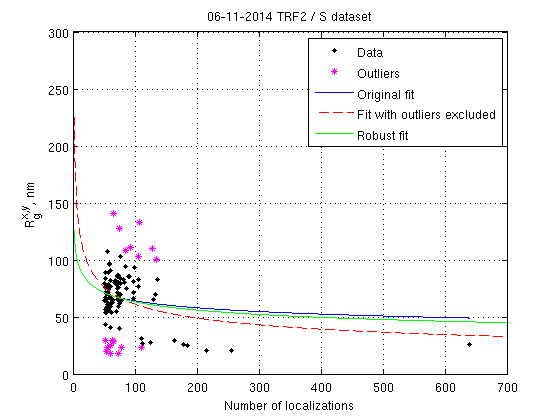 06-11-2014 TRF2 / S dataset
300
250
200
150
100
50
0
R_g^{x,y}, nm
Data
Outliers
Original fit
Fit with outliers excluded
Robust fit
0 100 200 300 400 500 600 700
Number of localizations